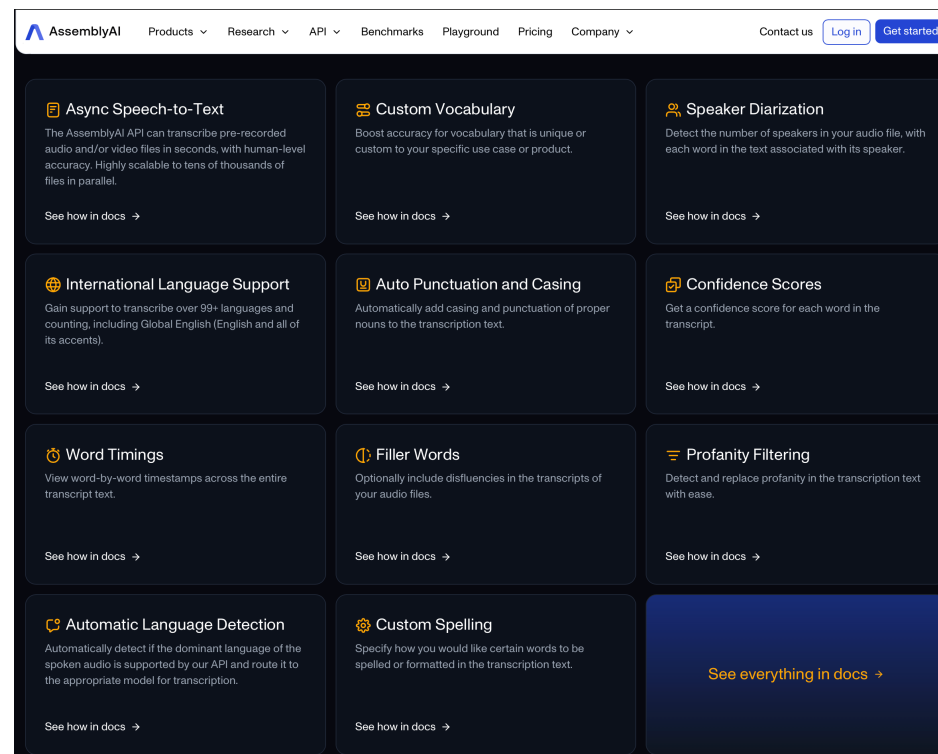 AssemblyAI
Products
Research
API
Benchmarks
Playground
Pricing
Company
Contact us
Log in
Get started
Async Speech-to-Text
The AssemblyAI API can transcribe pre-recorded
audio and/or video files in seconds, with human-level
accuracy. Highly scalable to tens of thousands of
files in parallel.
See how in docs →
Custom Vocabulary
Boost accuracy for vocabulary that is unique or
custom to your specific use case or product.
See how in docs →
Speaker Diarization
Detect the number of speakers in your audio file, with
each word in the text associated with its speaker.
See how in docs →
International Language Support
Gain support to transcribe over 99+ languages and
counting, including Global English (English and all of
its accents).
See how in docs →
Auto Punctuation and Casing
Automatically add casing and punctuation of proper
nouns to the transcription text.
See how in docs →
Confidence Scores
Get a confidence score for each word in the
transcript.
See how in docs →
Word Timings
View word-by-word timestamps across the entire
transcript text.
See how in docs →
Filler Words
Optionally include disfluencies in the transcripts of
your audio files.
See how in docs →
Profanity Filtering
Detect and replace profanity in the transcription text
with ease.
See how in docs →
Automatic Language Detection
Automatically detect if the dominant language of the
spoken audio is supported by our API and route it to
the appropriate model for transcription.
See how in docs →
Custom Spelling
Specify how you would like certain words to be
spelled or formatted in the transcription text.
See how in docs →
See everything in docs →